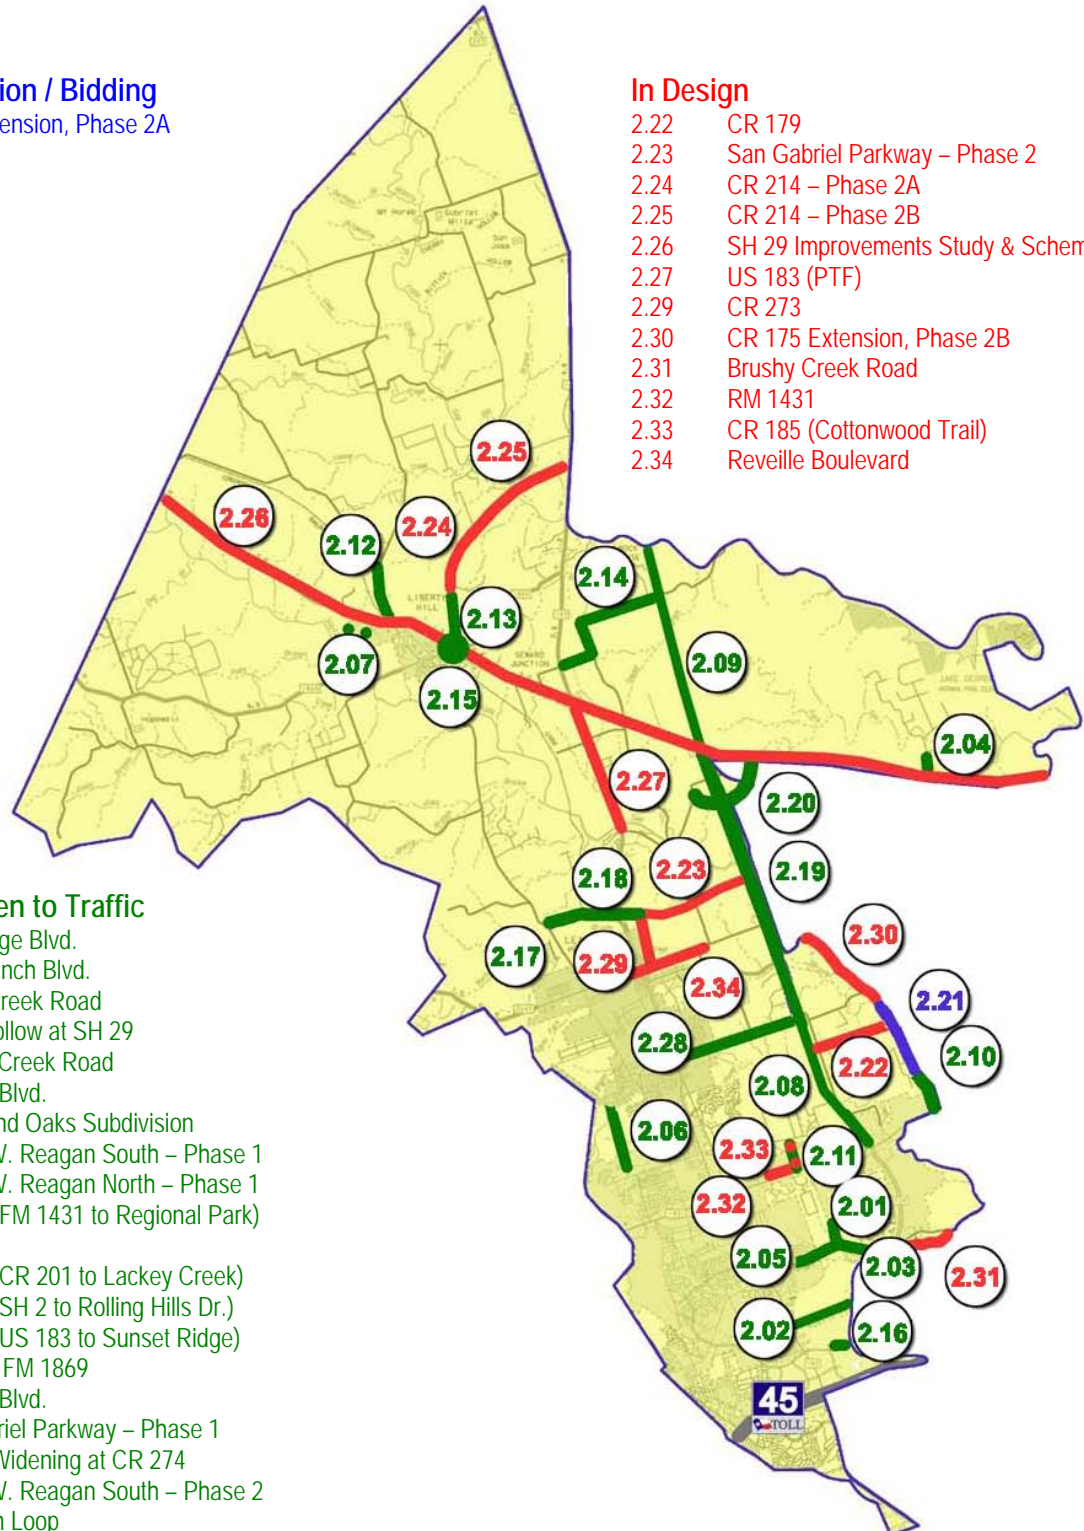 ion / Bidding
ension, Phase 2A
In Design
2.22 CR 179
2.23 San Gabriel Parkway – Phase 2
2.24 CR 214 – Phase 2A
2.25 CR 214 – Phase 2B
2.26 SH 29 Improvements Study & Schem
2.27 US 183 (PTF)
2.29 CR 273
2.30 CR 175 Extension, Phase 2B
2.31 Brushy Creek Road
2.32 RM 1431
2.33 CR 185 (Cottonwood Trail)
2.34 Reveille Boulevard
2.25
2.26
2.24
2.12
2.14
LIBERTY
HILL
2.13
SEWARD
JUNCTION
2.07
2.09
2.15
2.04
2.27
2.20
2.18
2.23
2.19
2.30
2.17
2.29
2.34
2.21
2.28
2.10
2.22
2.08
2.06
2.33
2.11
2.32
2.01
2.05
2.03
2.31
2.02
2.16
45
TOLL
en to Traffic
ge Blvd.
nch Blvd.
reek Road
ollow at SH 29
Creek Road
Blvd.
nd Oaks Subdivision
W. Reagan South – Phase 1
W. Reagan North – Phase 1
FM 1431 to Regional Park)
CR 201 to Lackey Creek)
SH 2 to Rolling Hills Dr.)
US 183 to Sunset Ridge)
FM 1869
Blvd.
riel Parkway – Phase 1
Widening at CR 274
W. Reagan South – Phase 2
n Loop